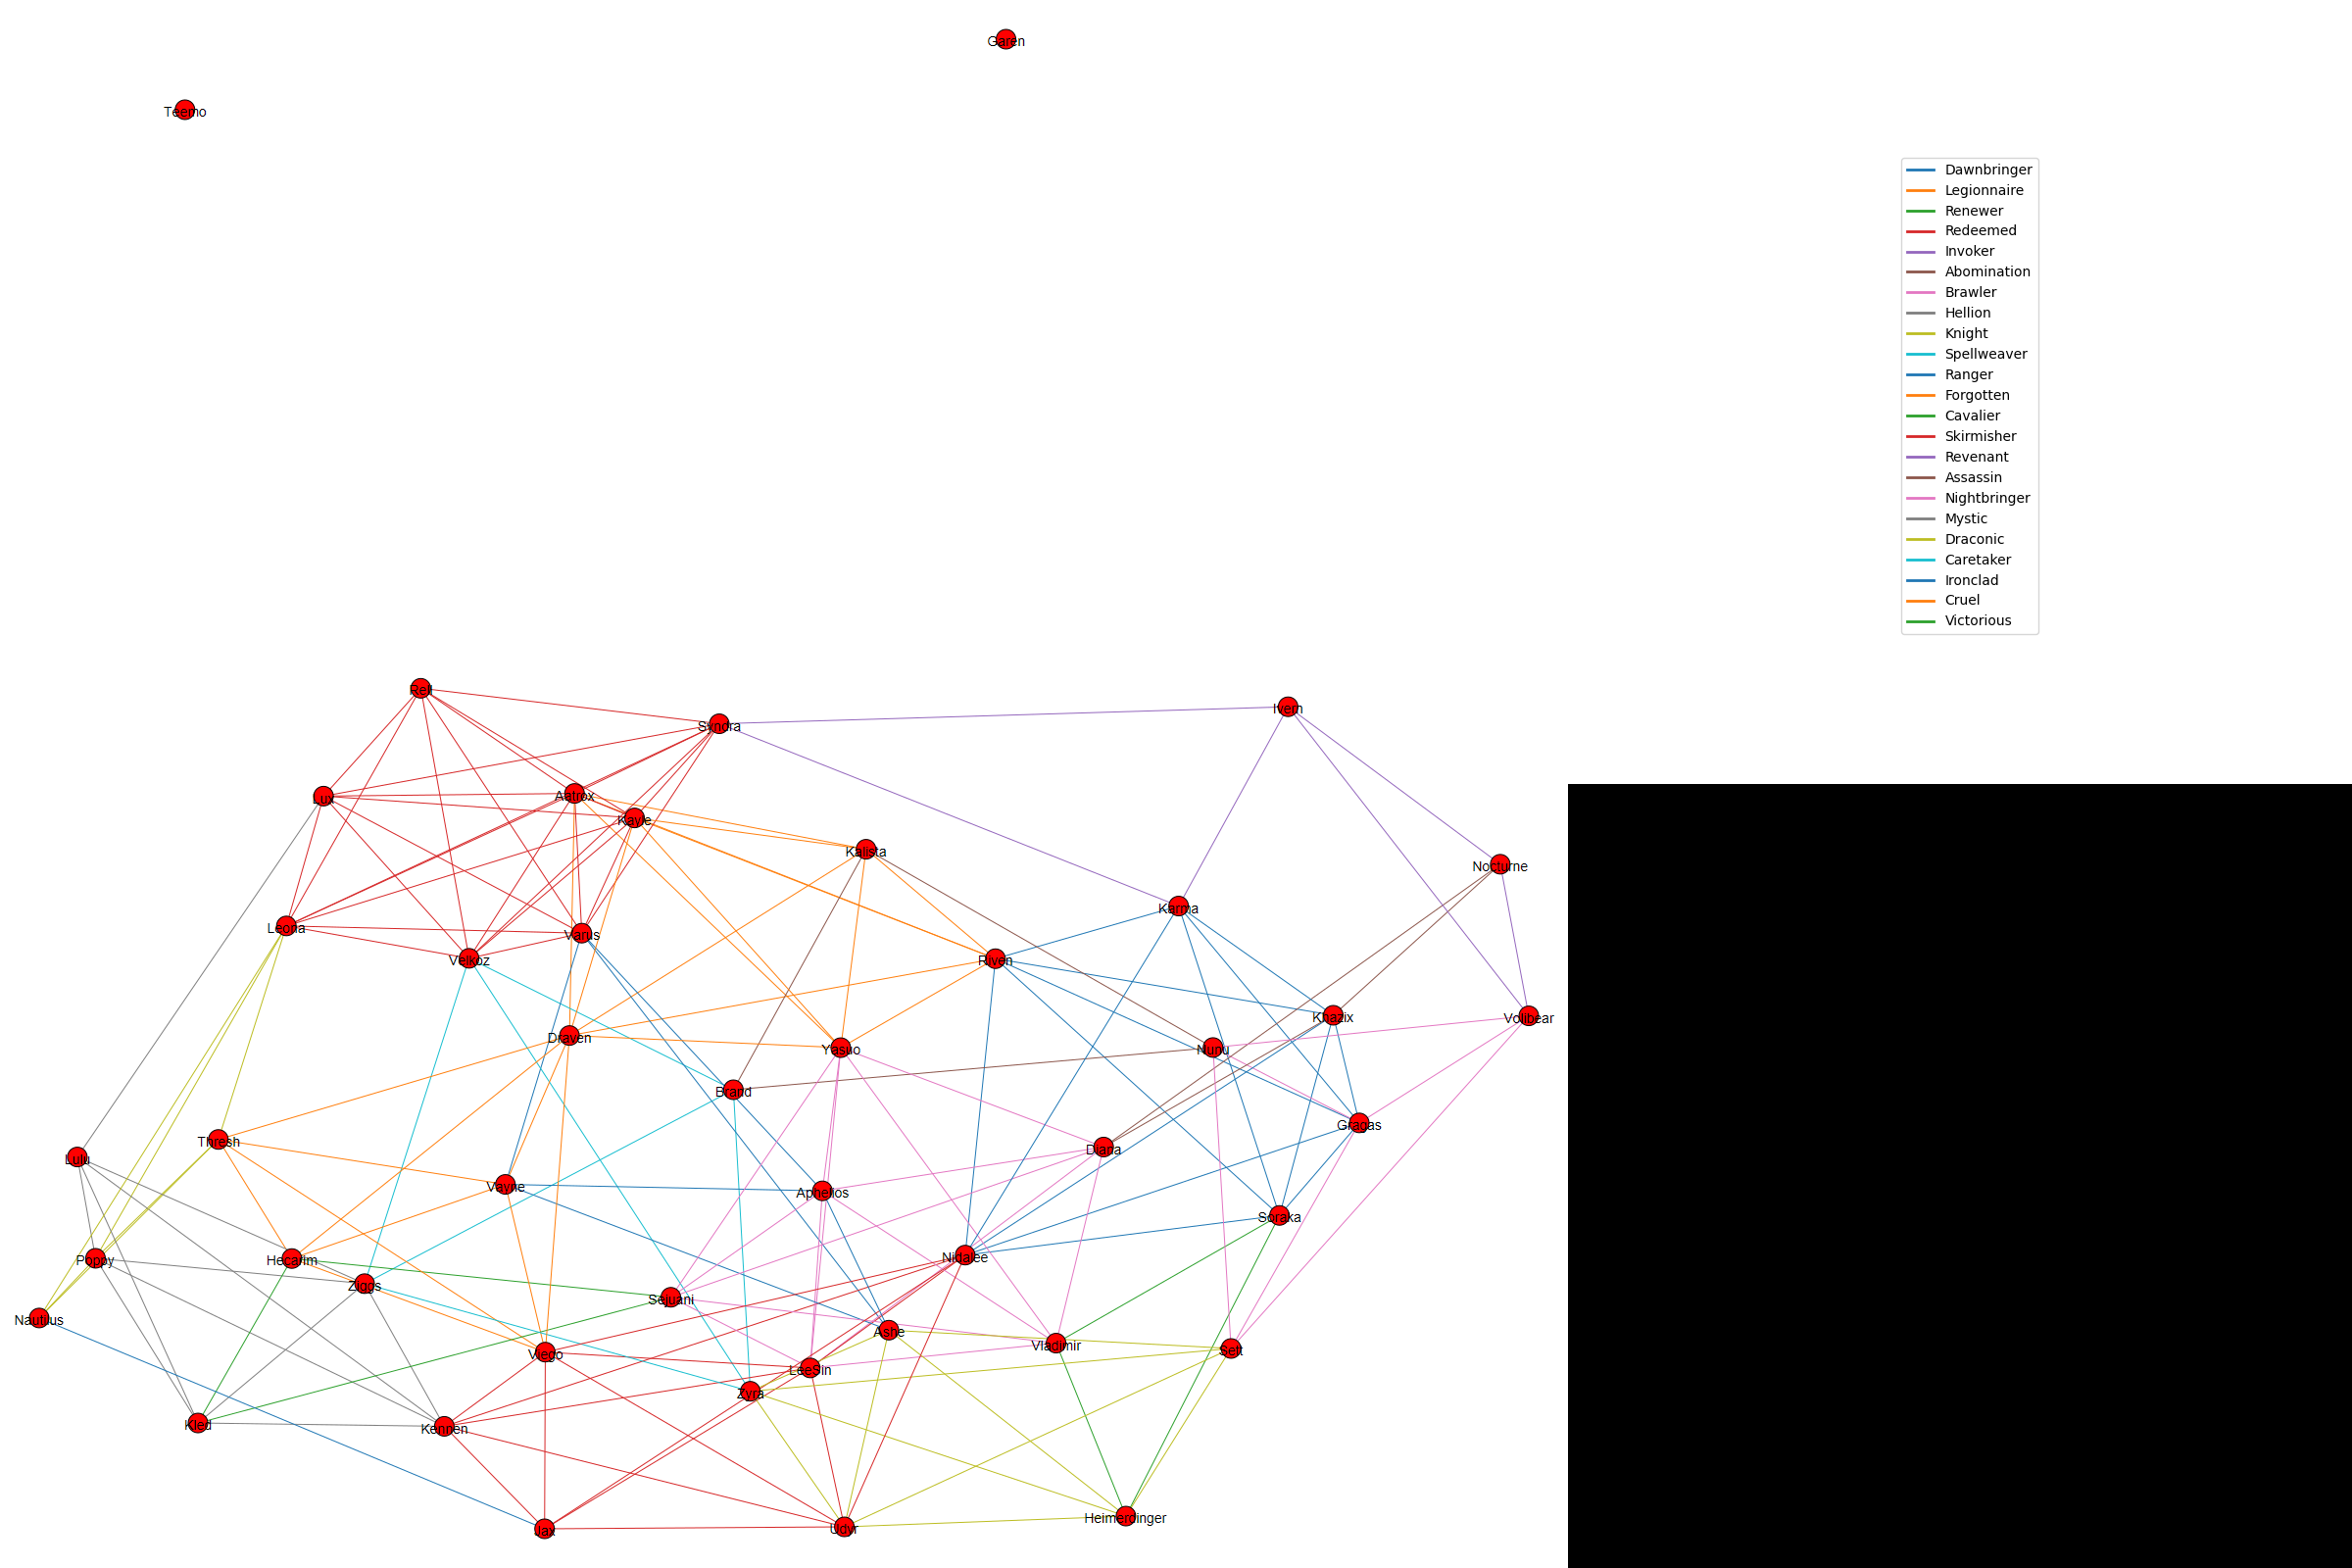 Garen
Teemo
Dawnbringer
Legionnaire
Renewer
Redeemed
Invoker
Abomination
Brawler
Hellion
Knight
Spellweaver
Ranger
Forgotten
Cavalier
Skirmisher
Revenant
Assassin
Nightbringer
Mystic
Draconic
Caretaker
Ironclad
Cruel
Victorious
Rell
Ivern
Syndra
Lux
Aatrox
Kayle
Kalista
Nocturne
Karma
Leona
Varus
Velkoz
Riven
Khazix
Volibear
Draven
Yasuo
Nunu
Brand
Gragas
Thresh
Diana
Lulu
Vayne
Aphelios
Soraka
Poppy
Hecarim
Nidalee
Ziggs
Sejuani
Nautilus
Ashe
Vladimir
Sett
Viego
LeeSin
Zyra
Kled
Kennen
Heimerdinger
Jax
Udyr